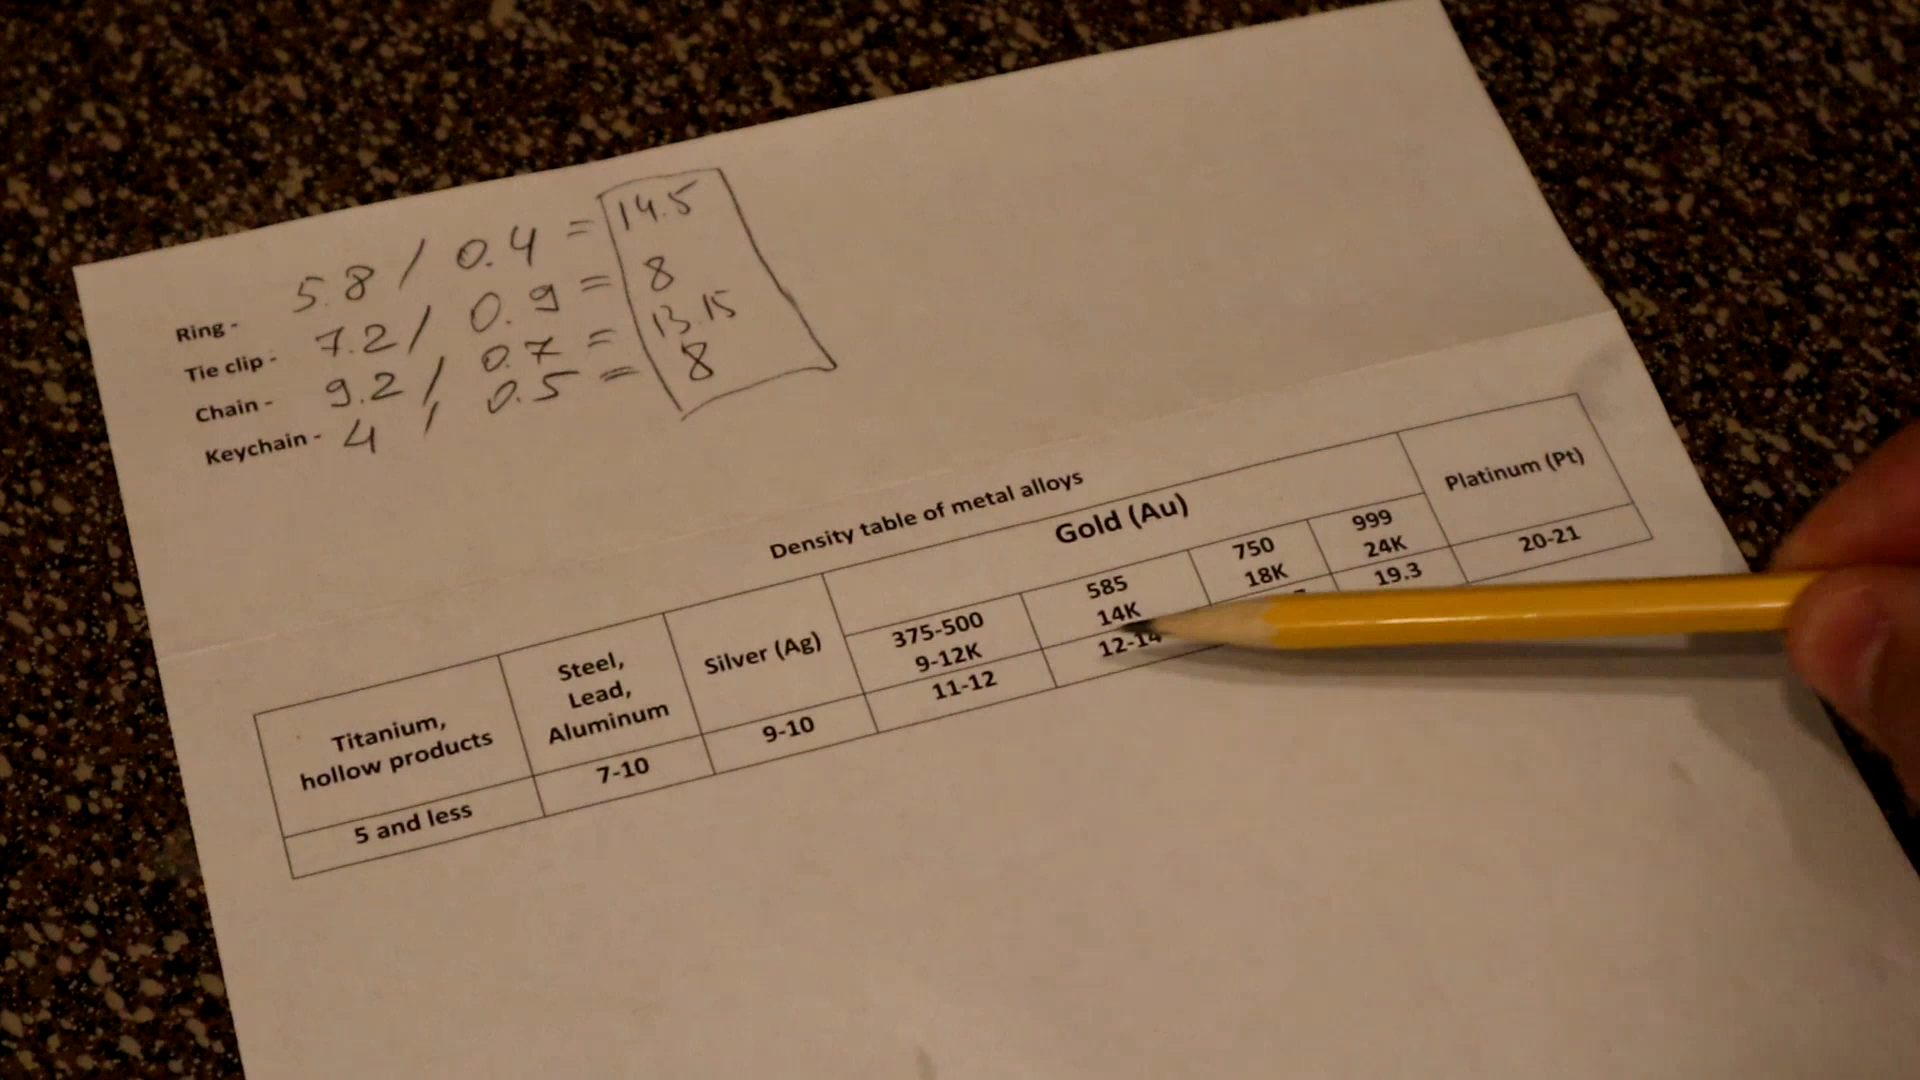 Ring - 5.8 / 0.4 = 14.5
Tie clip - 7.2 / 0.9 = 8
Chain - 9.2 / 0.7 = 13.15
Keychain - 4 / 0.5 = 8
Density table of metal alloys
Titanium,
hollow products
5 and less
Steel,
Lead,
Aluminum
7-10
Silver (Ag)
9-10
Gold (Au)
375-500
9-12K
11-12
585
14K
12-14
750
18K
999
24K
19.3
Platinum (Pt)
20-21